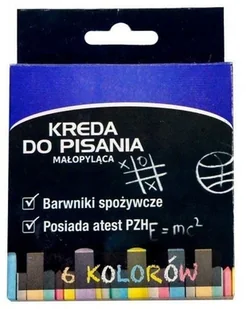 KREDA
DO PISANIA
MAŁOPYLĄCA
Barwniki spożywcze
Posiada atest PZH
F=mc²
6 KOLORÓW